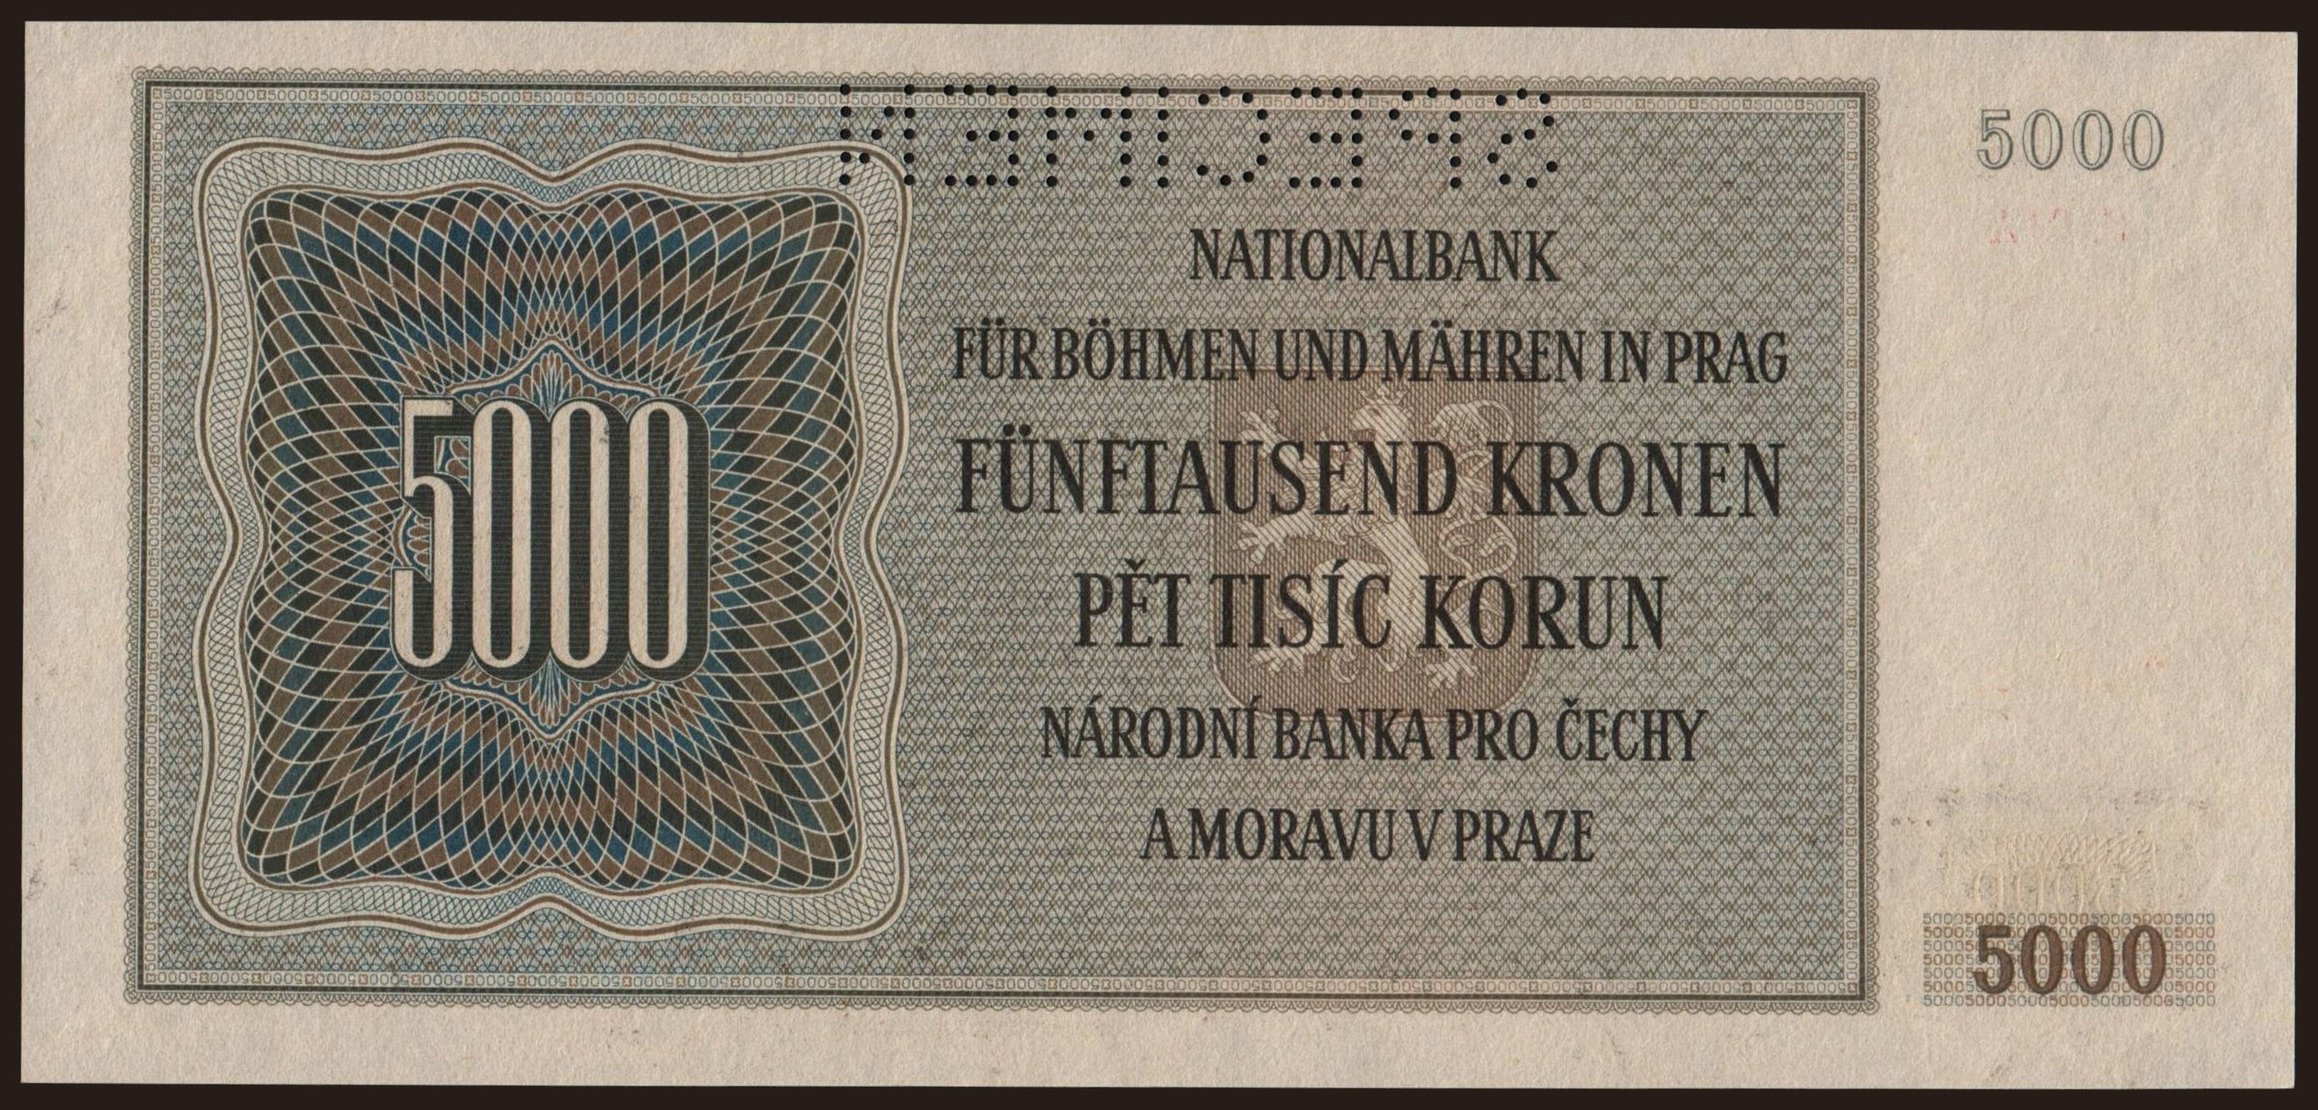 SPECIMEN
5000
NATIONALBANK
FÜR BÖHMEN UND MÄHREN IN PRAG
FÜNFTAUSEND KRONEN
5000
PĚT TISÍC KORUN
NÁRODNÍ BANKA PRO ČECHY
A MORAVU V PRAZE
5000